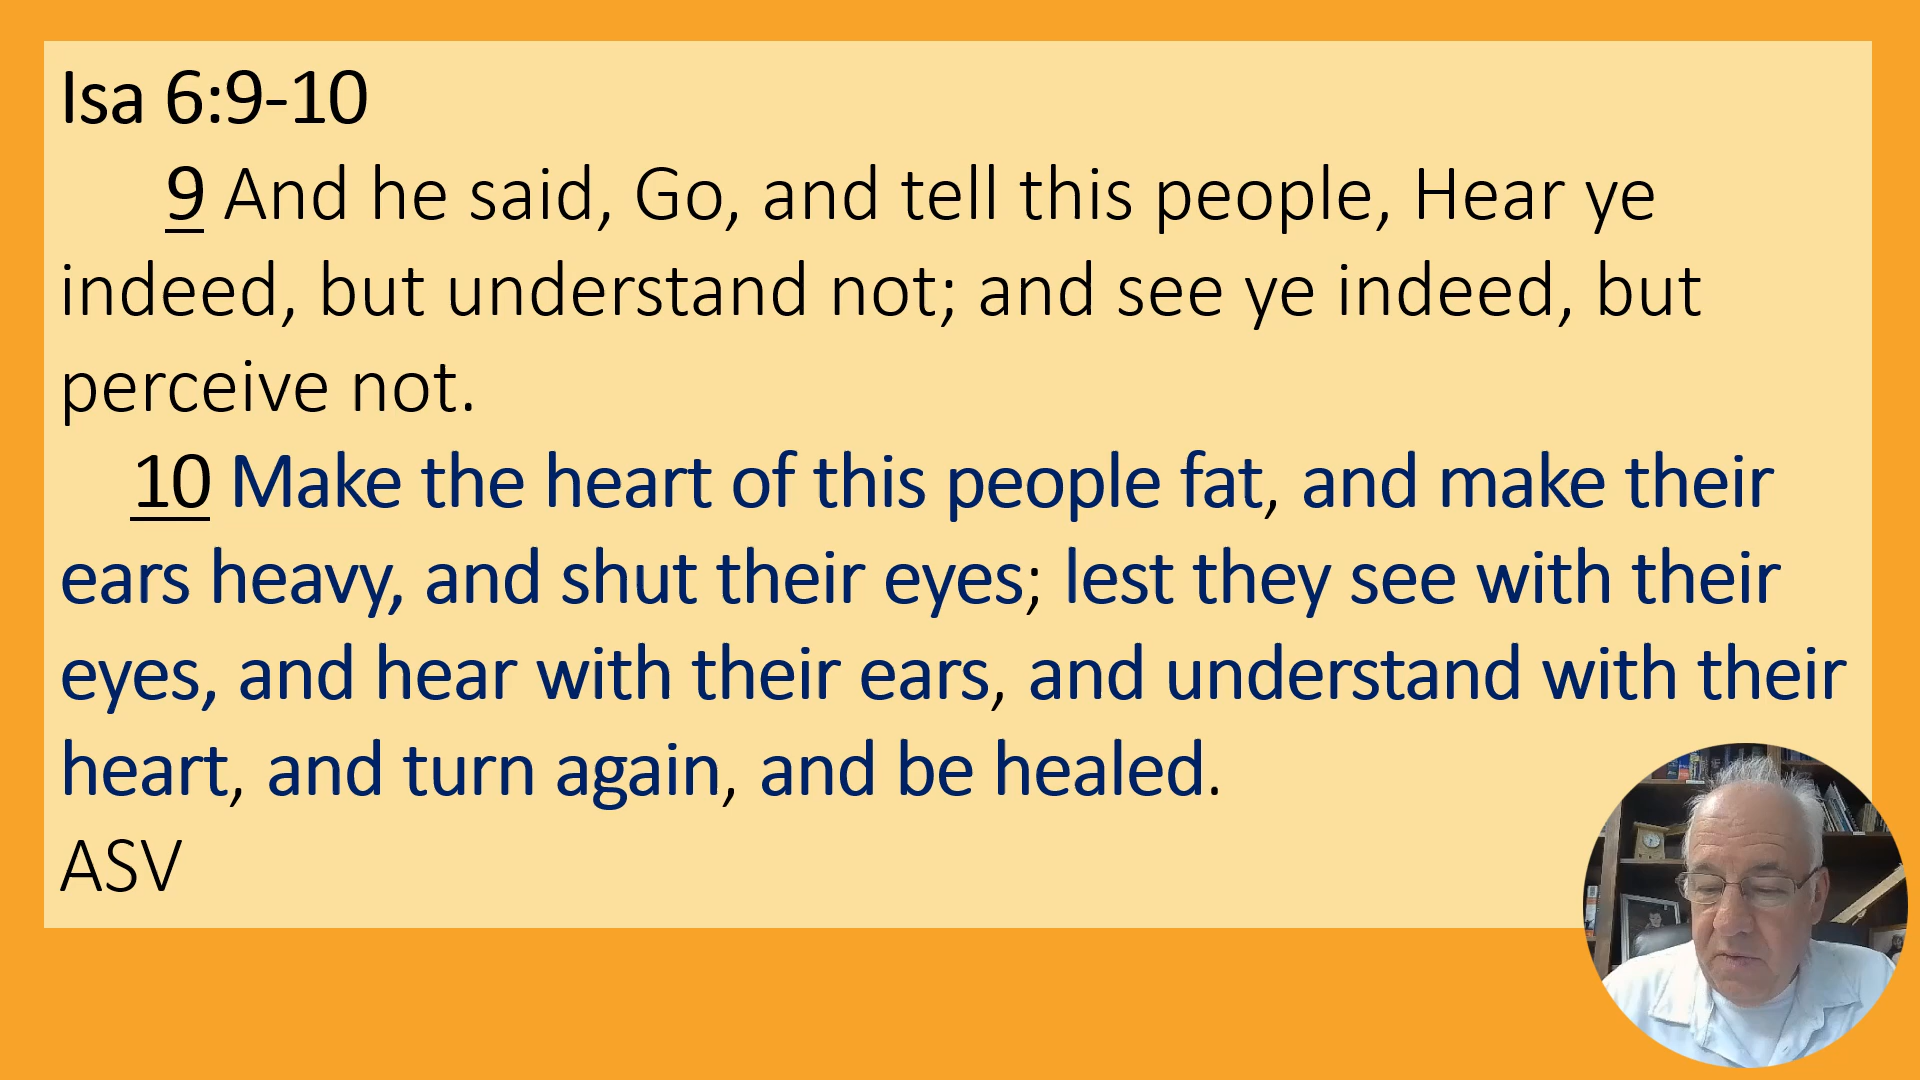 Isa 6:9-10
9 And he said, Go, and tell this people, Hear ye
indeed, but understand not; and see ye indeed, but
perceive not.
10 Make the heart of this people fat, and make their
ears heavy, and shut their eyes; lest they see with their
eyes, and hear with their ears, and understand with their
heart, and turn again, and be healed.
ASV